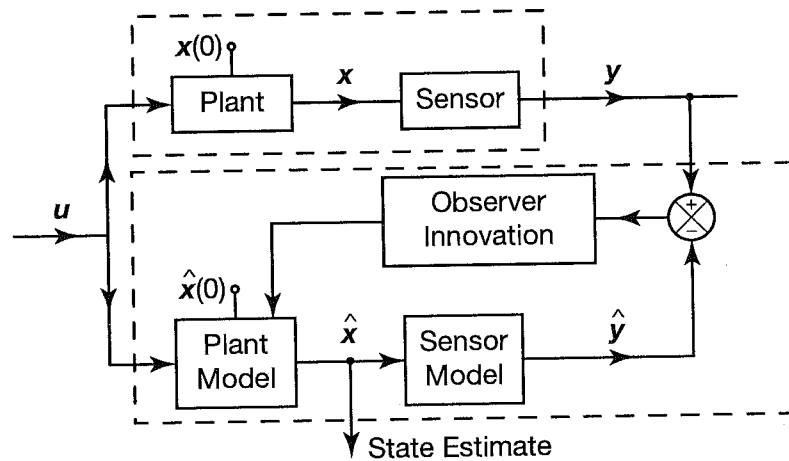 x(0)
x
y
Plant
Sensor
+
−
Observer
Innovation
u
x̂(0)
x̂
ŷ
Plant
Model
Sensor
Model
State Estimate